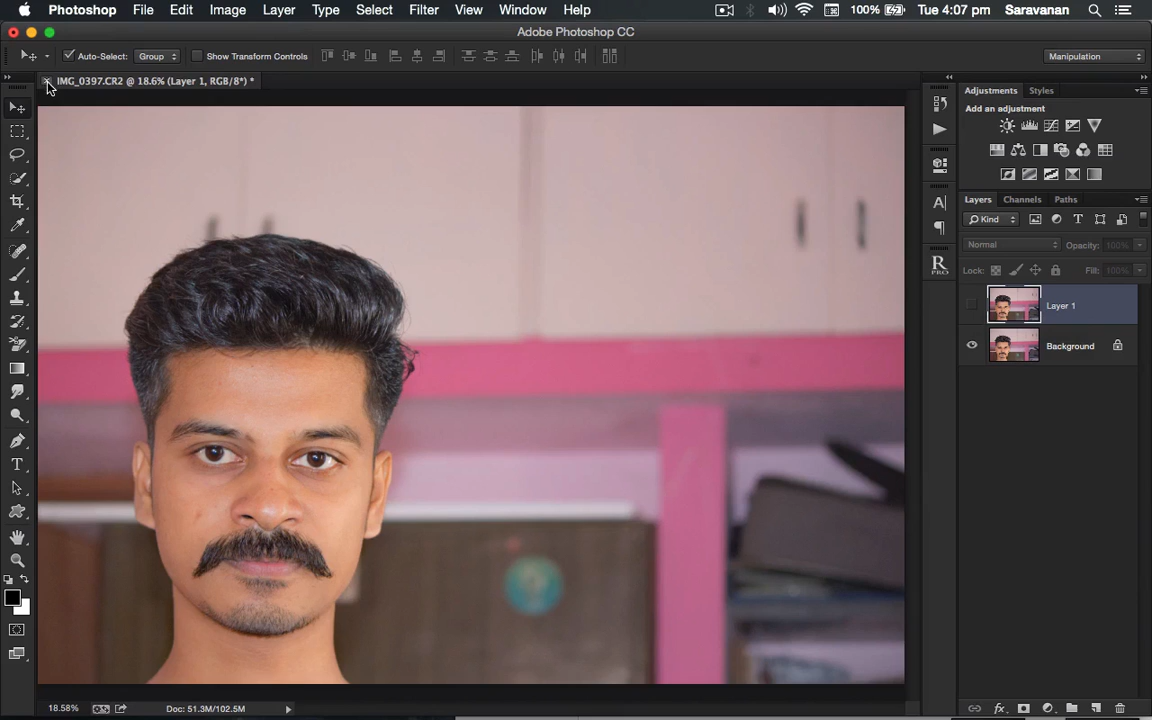 Photoshop File Edit Image Layer Type Select Filter View Window Help 100% Tue 4:07 pm Saravanan
Adobe Photoshop CC
Auto-Select: Group Show Transform Controls Manipulation
IMG_0397.CR2 @ 18.6% (Layer 1, RGB/8*) *
Adjustments Styles
Add an adjustment
Layers Channels Paths
Kind
Normal Opacity: 100%
Lock: Fill: 100%
Layer 1
Background
A
R
PRO
T
fx
18.58% Doc: 51.3M/102.5M